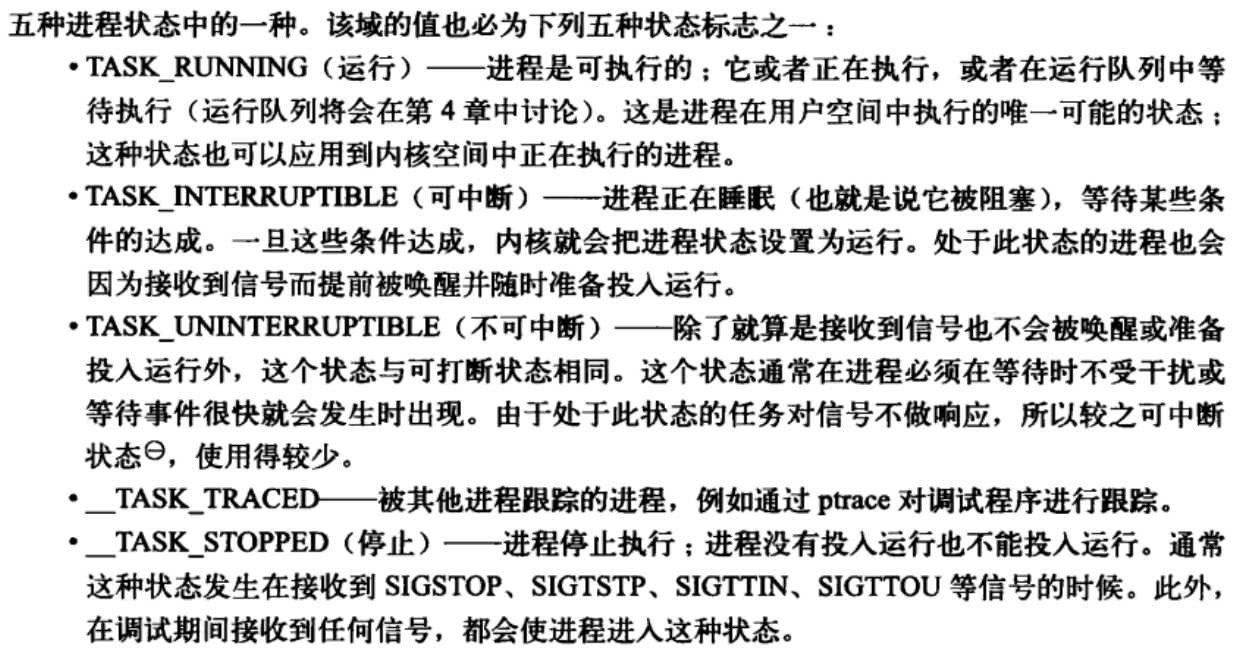 五种进程状态中的一种。该域的值也必为下列五种状态标志之一：
• TASK_RUNNING（运行）——进程是可执行的；它或者正在执行，或者在运行队列中等
待执行（运行队列将会在第 4 章中讨论）。这是进程在用户空间中执行的唯一可能的状态；
这种状态也可以应用到内核空间中正在执行的进程。
• TASK_INTERRUPTIBLE（可中断）——进程正在睡眠（也就是说它被阻塞），等待某些条
件的达成。一旦这些条件达成，内核就会把进程状态设置为运行。处于此状态的进程也会
因为接收到信号而提前被唤醒并随时准备投入运行。
• TASK_UNINTERRUPTIBLE（不可中断）——除了就算是接收到信号也不会被唤醒或准备
投入运行外，这个状态与可打断状态相同。这个状态通常在进程必须在等待时不受干扰或
等待事件很快就会发生时出现。由于处于此状态的任务对信号不做响应，所以较之可中断
状态㊀，使用得较少。
• __TASK_TRACED——被其他进程跟踪的进程，例如通过 ptrace 对调试程序进行跟踪。
• __TASK_STOPPED（停止）——进程停止执行；进程没有投入运行也不能投入运行。通常
这种状态发生在接收到 SIGSTOP、SIGTSTP、SIGTTIN、SIGTTOU 等信号的时候。此外，
在调试期间接收到任何信号，都会使进程进入这种状态。